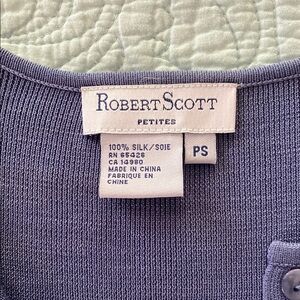 ROBERT SCOTT
PETITES
100% SILK/SOIE
RN 65426
CA 14980
MADE IN CHINA
FABRIQUE EN
CHINE
PS